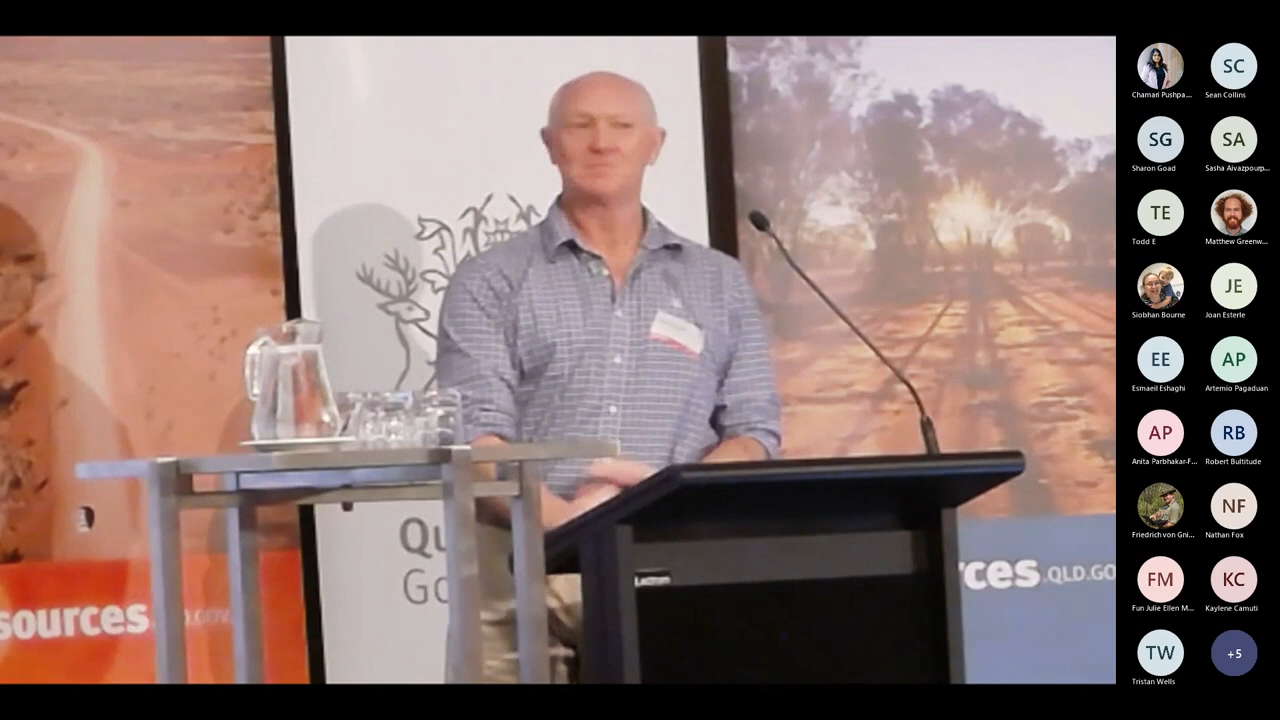 Qu
Go
sources
rces.QLD.GO
Lectrum
SC
Chamari Pushpa...
Sean Collins
SG
SA
Sharon Goad
Sasha Aivazpourp...
TE
Todd E
Matthew Greenw...
JE
Siobhan Bourne
Joan Esterle
EE
AP
Esmaeil Eshaghi
Artemio Pagaduan
AP
RB
Anita Parbhakar-F...
Robert Bultitude
NF
Friedrich von Gni...
Nathan Fox
FM
KC
Fun Julie Ellen M...
Kaylene Camuti
TW
+5
Tristan Wells